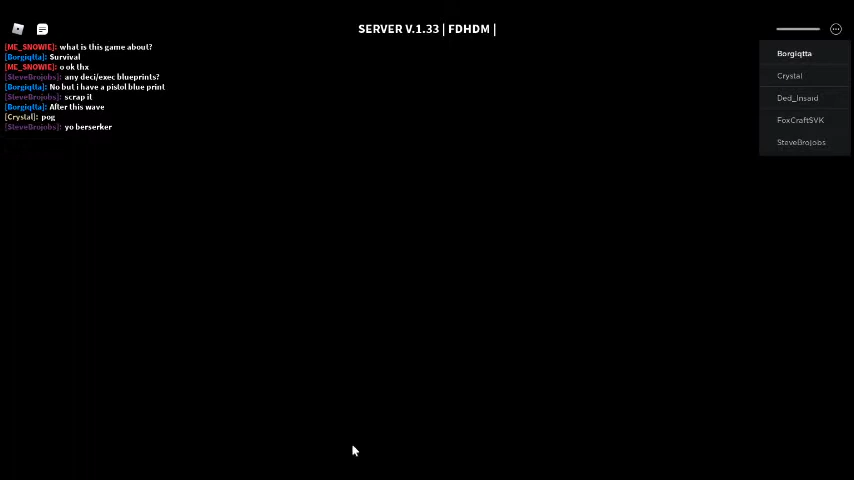 SERVER V.1.33 | FDHDM |
[ME_SNOWIE]: what is this game about?
[Borgiqtta]: Survival
[ME_SNOWIE]: o ok thx
[SteveBrojobs]: any deci/exec blueprints?
[Borgiqtta]: No but i have a pistol blue print
[SteveBrojobs]: scrap it
[Borgiqtta]: After this wave
[Crystal]: pog
[SteveBrojobs]: yo berserker
Borgiqtta
Crystal
Ded_Insaid
FoxCraftSVK
SteveBrojobs